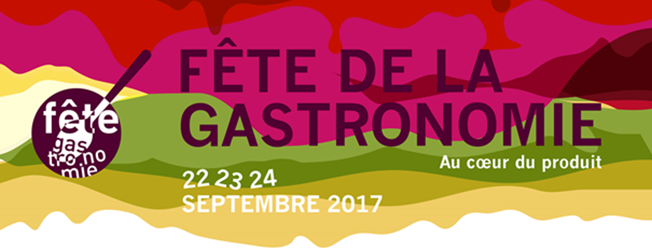 FÊTE DE LA
GASTRONOMIE
Au cœur du produit
22 23 24
SEPTEMBRE 2017
fête
gas
tro·no
mie